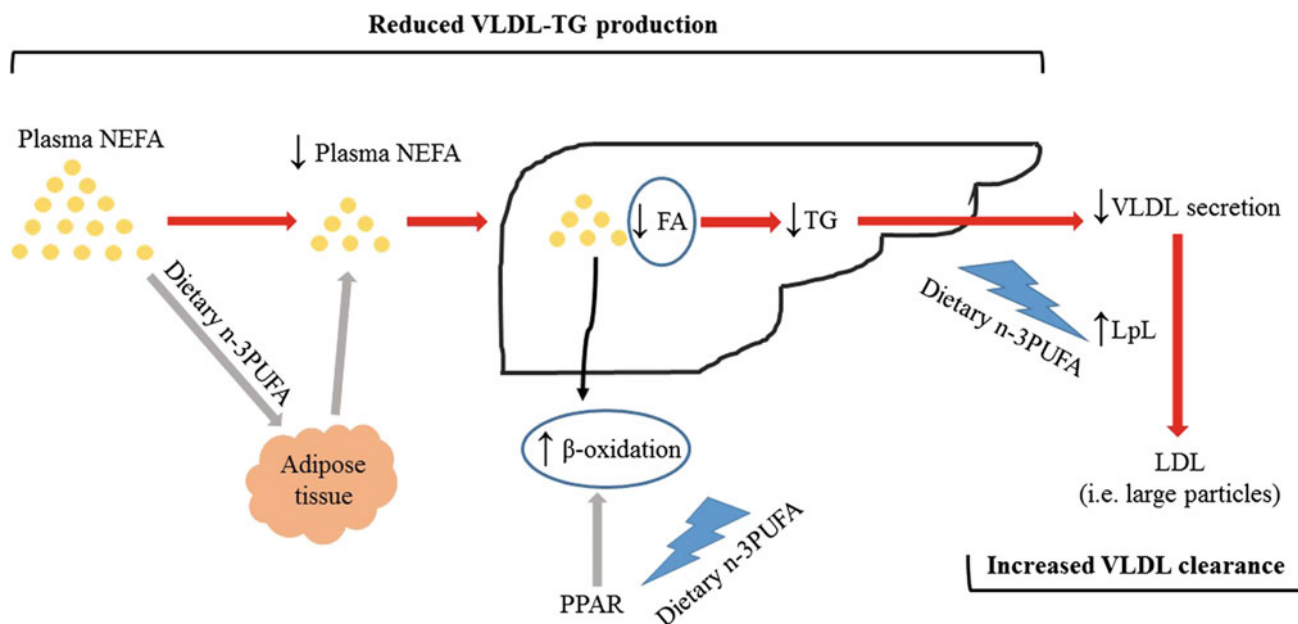 Reduced VLDL-TG production
Plasma NEFA
↓ Plasma NEFA
↓ FA
↓TG
↓VLDL secretion
Dietary n-3PUFA
Dietary n-3PUFA
↑LpL
Adipose
tissue
↑ β-oxidation
LDL
(i.e. large particles)
PPAR
Dietary n-3PUFA
Increased VLDL clearance